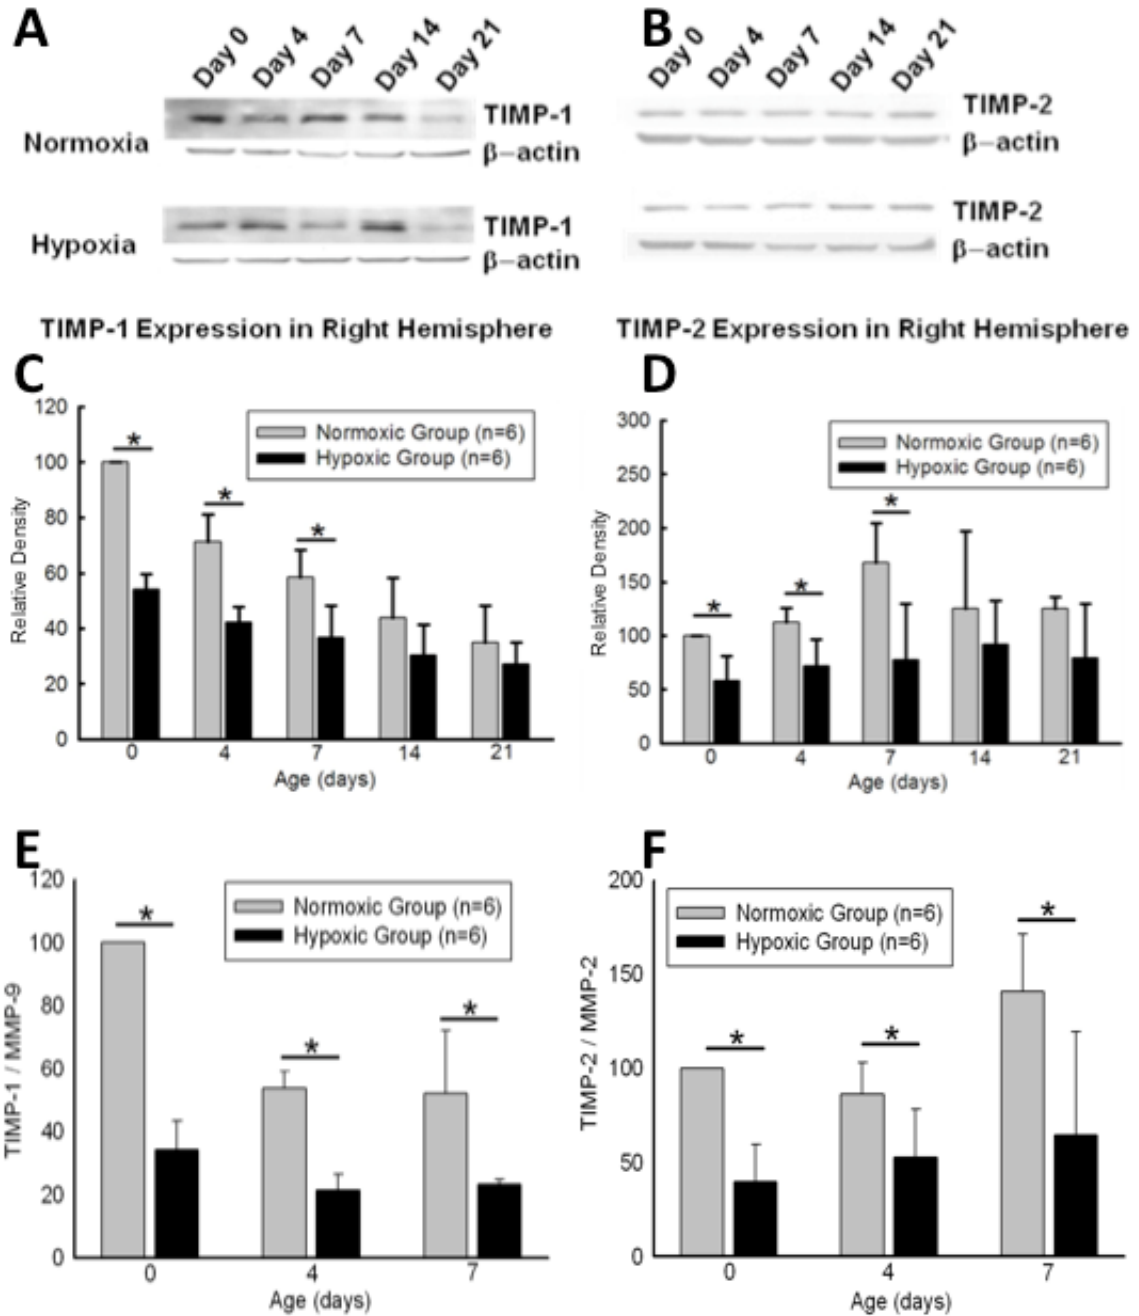 A
Day 0 Day 4 Day 7 Day 14 Day 21
Normoxia
TIMP-1
β−actin
Hypoxia
TIMP-1
β−actin
B
Day 0 Day 4 Day 7 Day 14 Day 21
TIMP-2
β−actin
TIMP-2
β−actin
TIMP-1 Expression in Right Hemisphere
C
Relative Density
120
100
80
60
40
20
0
* * *
Normoxic Group (n=6)
Hypoxic Group (n=6)
0 4 7 14 21
Age (days)
TIMP-2 Expression in Right Hemisphere
D
Relative Density
300
250
200
150
100
50
0
* * *
Normoxic Group (n=6)
Hypoxic Group (n=6)
0 4 7 14 21
Age (days)
E
TIMP-1 / MMP-9
120
100
80
60
40
20
0
* * *
Normoxic Group (n=6)
Hypoxic Group (n=6)
0 4 7
Age (days)
F
TIMP-2 / MMP-2
200
150
100
50
0
* * *
Normoxic Group (n=6)
Hypoxic Group (n=6)
0 4 7
Age (days)